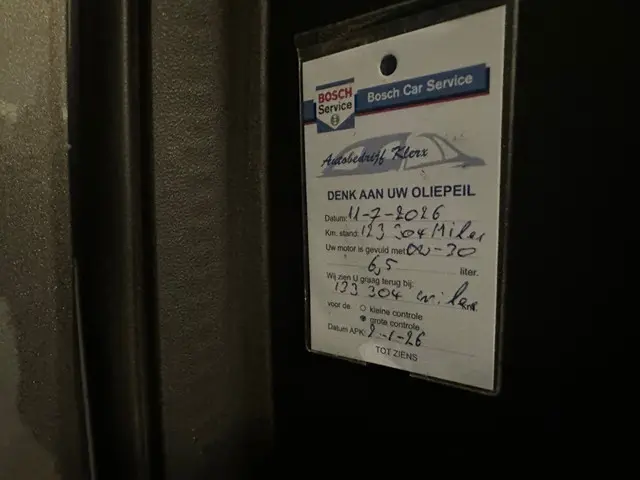 BOSCH
Service
Bosch Car Service
Autobedrijf Klerx
DENK AAN UW OLIEPEIL
Datum: 11-7-2026
Km. stand: 123 304 Miles
Uw motor is gevuld met: 0W-30
6,5 liter.
Wij zien U graag terug bij:
133 304 miles km.
voor de kleine controle
grote controle
Datum APK: 2-1-26
TOT ZIENS